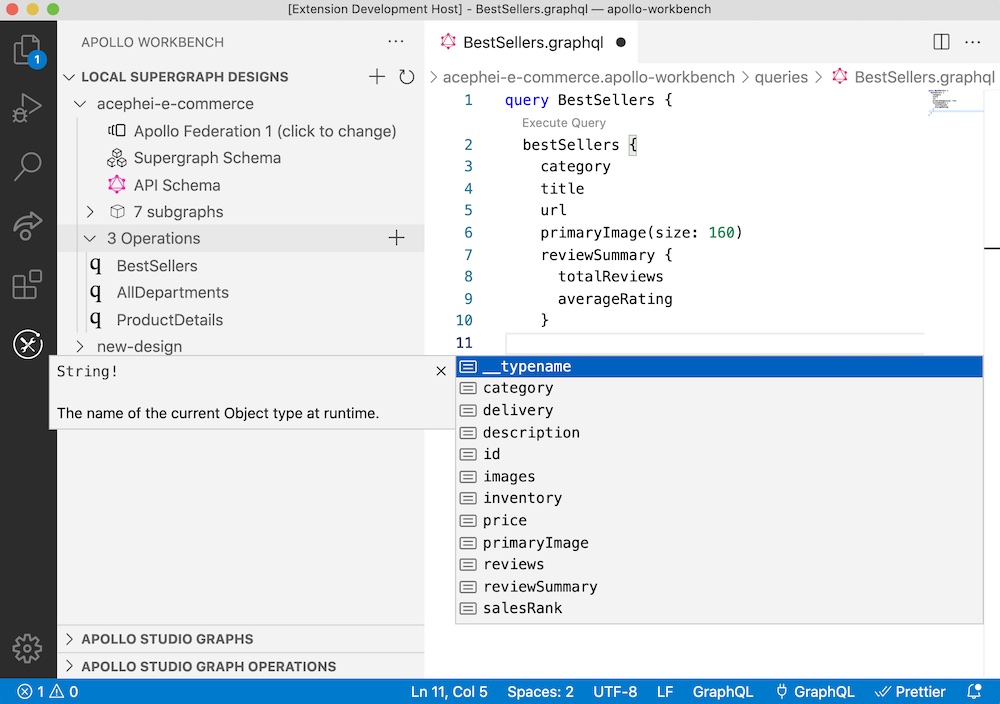 [Extension Development Host] - BestSellers.graphql — apollo-workbench
1
APOLLO WORKBENCH
LOCAL SUPERGRAPH DESIGNS
acephei-e-commerce
Apollo Federation 1 (click to change)
Supergraph Schema
API Schema
7 subgraphs
3 Operations
q BestSellers
q AllDepartments
q ProductDetails
new-design
APOLLO STUDIO GRAPHS
APOLLO STUDIO GRAPH OPERATIONS
BestSellers.graphql
acephei-e-commerce.apollo-workbench > queries > BestSellers.graphql
1 query BestSellers {
Execute Query
2 bestSellers {
3 category
4 title
5 url
6 primaryImage(size: 160)
7 reviewSummary {
8 totalReviews
9 averageRating
10 }
11
String!
The name of the current Object type at runtime.
__typename
category
delivery
description
id
images
inventory
price
primaryImage
reviews
reviewSummary
salesRank
1 0 Ln 11, Col 5 Spaces: 2 UTF-8 LF GraphQL GraphQL Prettier